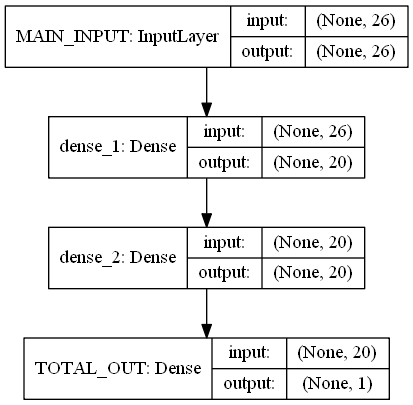 MAIN_INPUT: InputLayer
input: (None, 26)
output: (None, 26)
dense_1: Dense
input: (None, 26)
output: (None, 20)
dense_2: Dense
input: (None, 20)
output: (None, 20)
TOTAL_OUT: Dense
input: (None, 20)
output: (None, 1)